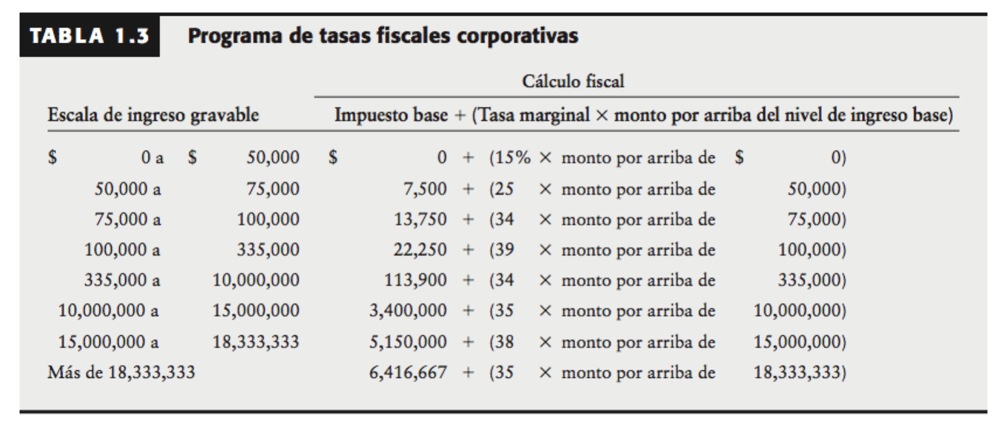 TABLA 1.3 Programa de tasas fiscales corporativas
Cálculo fiscal
Escala de ingreso gravable Impuesto base + (Tasa marginal × monto por arriba del nivel de ingreso base)
$ 0 a $ 50,000 $ 0 + (15% × monto por arriba de $ 0)
50,000 a 75,000 7,500 + (25 × monto por arriba de 50,000)
75,000 a 100,000 13,750 + (34 × monto por arriba de 75,000)
100,000 a 335,000 22,250 + (39 × monto por arriba de 100,000)
335,000 a 10,000,000 113,900 + (34 × monto por arriba de 335,000)
10,000,000 a 15,000,000 3,400,000 + (35 × monto por arriba de 10,000,000)
15,000,000 a 18,333,333 5,150,000 + (38 × monto por arriba de 15,000,000)
Más de 18,333,333 6,416,667 + (35 × monto por arriba de 18,333,333)